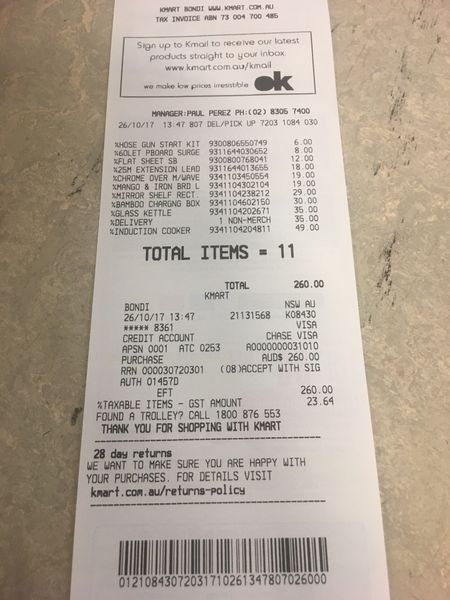 KMART BONDI WWW.KMART.COM.AU
TAX INVOICE ABN 73 004 700 485
Sign up to Kmail to receive our latest
products straight to your inbox.
www.kmart.com.au/kmail
we make low prices irresistible ok
MANAGER:PAUL PEREZ PH:(02) 8305 7400
26/10/17 13:47 807 DEL/PICK UP 7203 1084 030
%HOSE GUN START KIT 9300806550749 6.00
%6OLET PBOARD SURGE 9311644030652 8.00
%FLAT SHEET SB 9300800768041 12.00
%25M EXTENSION LEAD 9311644013655 18.00
%CHROME OVER M/WAVE 9341103450554 19.00
%MANGO & IRON BRD L 9341104302104 19.00
%MIRROR SHELF RECT. 9341104238212 29.00
%BAMBOO CHARGNG BOX 9341104602150 30.00
%GLASS KETTLE 9341104202671 35.00
%DELIVERY 1 NON-MERCH 35.00
%INDUCTION COOKER 9341104204811 49.00
TOTAL ITEMS = 11
TOTAL 260.00
KMART
BONDI NSW AU
26/10/17 13:47 21131568 K08430
***** 8361 VISA
CREDIT ACCOUNT CHASE VISA
APSN 0001 ATC 0253 A0000000031010
PURCHASE AUD$ 260.00
RRN 000030720301 (08)ACCEPT WITH SIG
AUTH 01457D
EFT 260.00
%TAXABLE ITEMS - GST AMOUNT 23.64
FOUND A TROLLEY? CALL 1800 876 553
THANK YOU FOR SHOPPING WITH KMART
28 day returns
WE WANT TO MAKE SURE YOU ARE HAPPY WITH
YOUR PURCHASES. FOR DETAILS VISIT
kmart.com.au/returns-policy
01210843072031710261347807026000